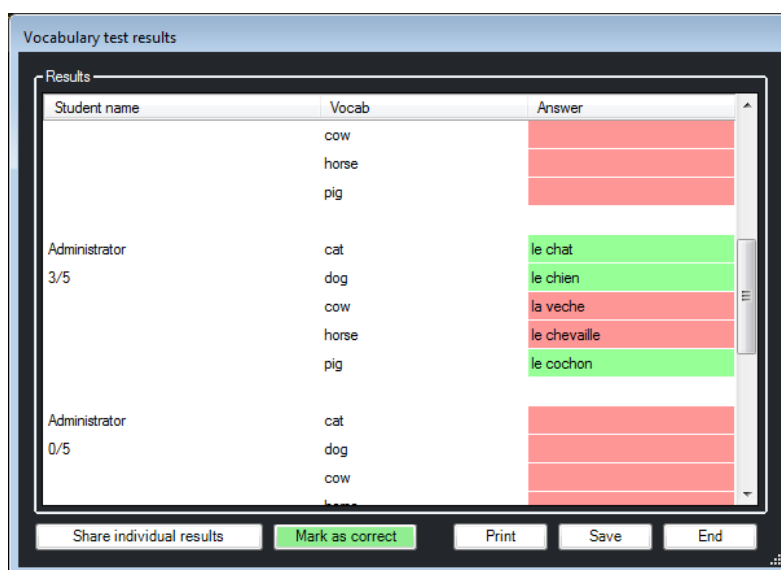 Vocabulary test results
Results
Student name Vocab Answer
cow
horse
pig
Administrator cat le chat
3/5 dog le chien
cow la veche
horse le chevaille
pig le cochon
Administrator cat
0/5 dog
cow
horse
Share individual results Mark as correct Print Save End